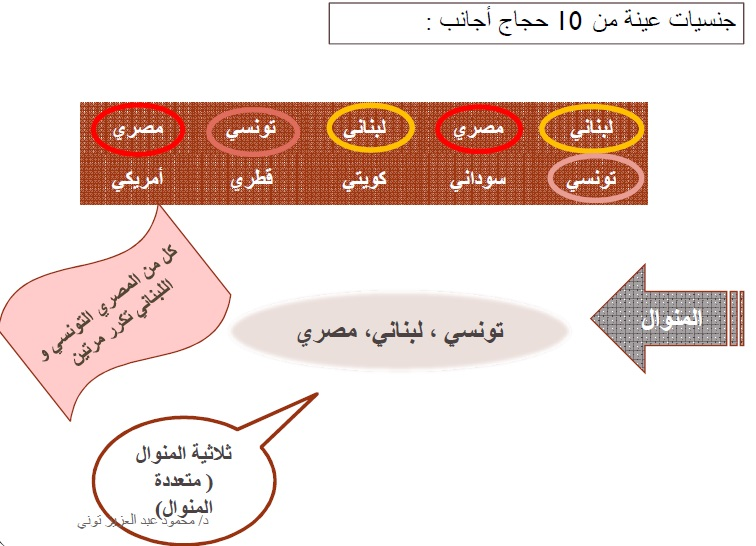 جنسيات عينة من 10 حجاج أجانب :
لبناني مصري لبناني تونسي مصري
تونسي سوداني كويتي قطري أمريكي
المنوال
تونسي ، لبناني، مصري
كل من المصري التونسي و
اللبناني تكرر مرتين
ثلاثية المنوال
( متعددة
المنوال)
د/ محمود عبد العزيز توني